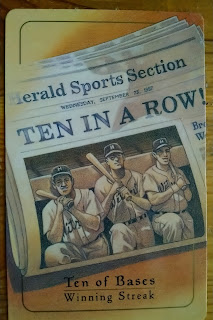 Herald Sports Section
WEDNESDAY, SEPTEMBER
TEN IN A ROW!
Ten of Bases
Winning Streak